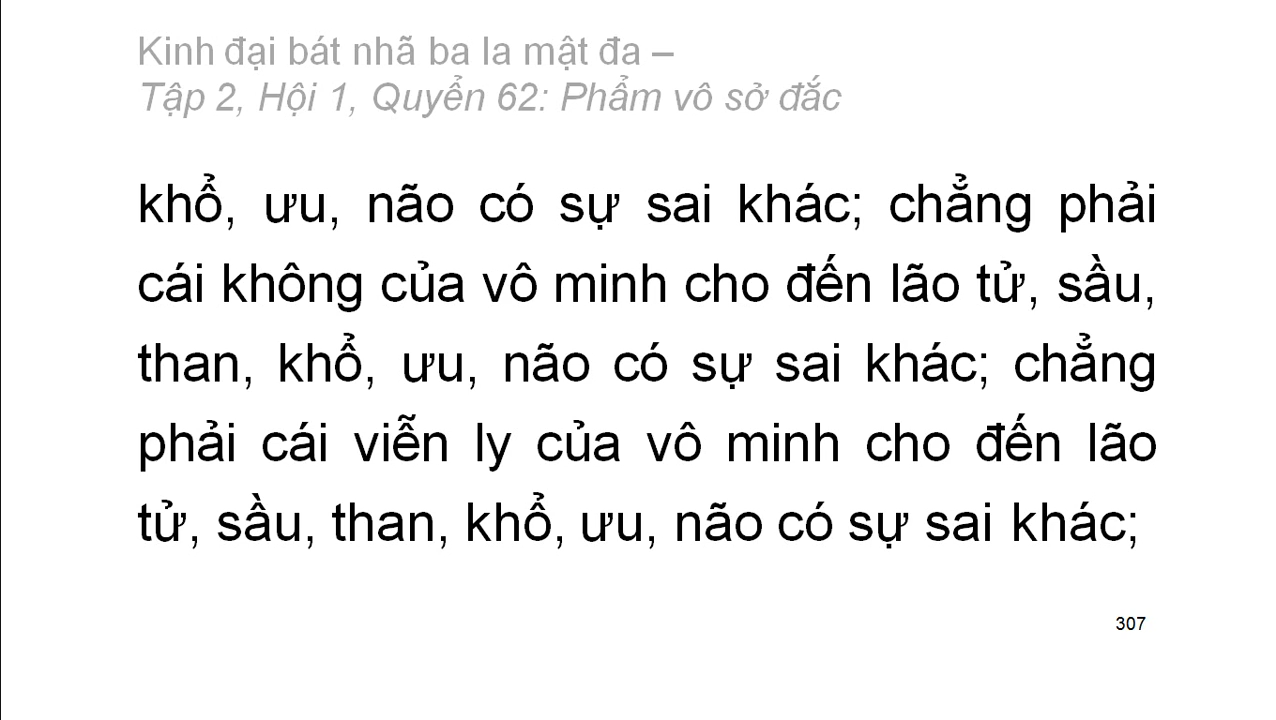 Kinh đại bát nhã ba la mật đa –
Tập 2, Hội 1, Quyển 62: Phẩm vô sở đắc
khổ, ưu, não có sự sai khác; chẳng phải
cái không của vô minh cho đến lão tử, sầu,
than, khổ, ưu, não có sự sai khác; chẳng
phải cái viễn ly của vô minh cho đến lão
tử, sầu, than, khổ, ưu, não có sự sai khác;
307